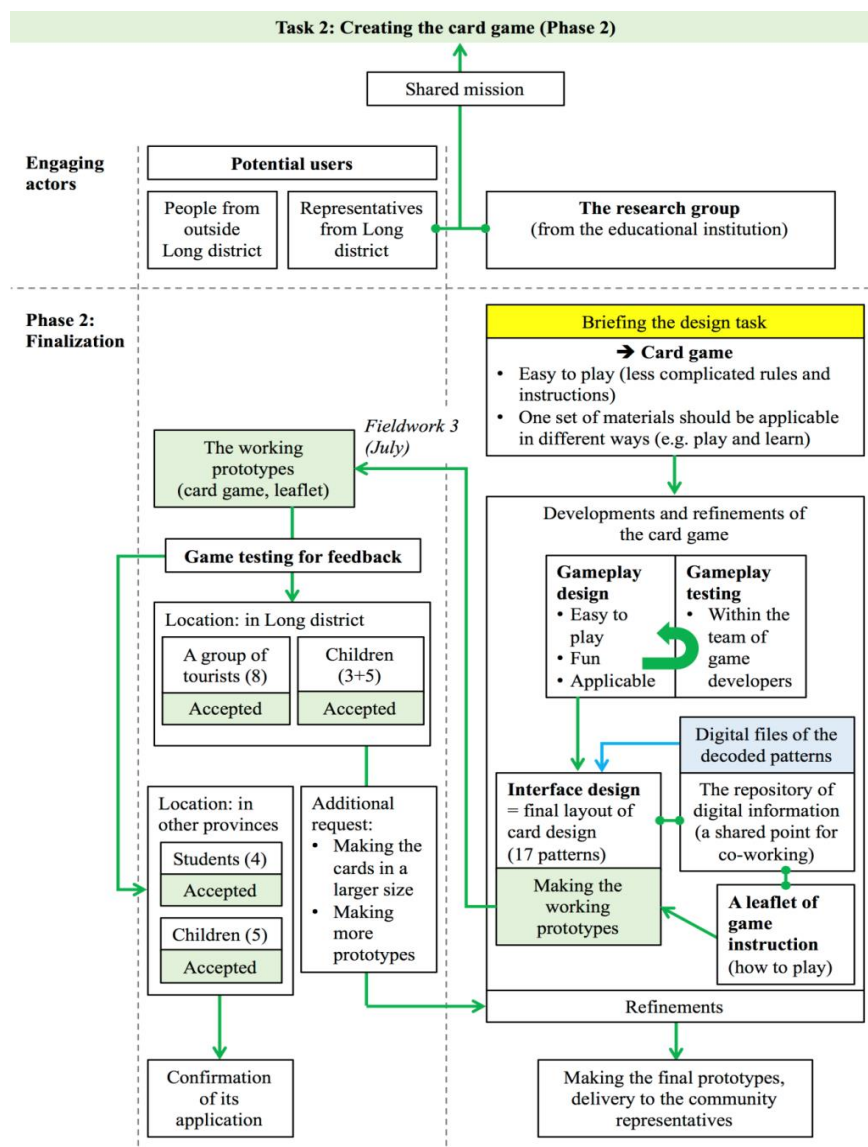 Task 2: Creating the card game (Phase 2)
Shared mission
Engaging
actors
Potential users
People from
outside
Long district
Representatives
from Long
district
The research group
(from the educational institution)
Phase 2:
Finalization
Briefing the design task
➔ Card game
• Easy to play (less complicated rules and
instructions)
• One set of materials should be applicable
in different ways (e.g. play and learn)
Fieldwork 3
(July)
The working
prototypes
(card game, leaflet)
Game testing for feedback
Location: in Long district
A group of
tourists (8)
Accepted
Children
(3+5)
Accepted
Location: in
other provinces
Students (4)
Accepted
Children (5)
Accepted
Additional
request:
• Making the
cards in a
larger size
• Making
more
prototypes
Confirmation
of its
application
Developments and refinements of
the card game
Gameplay
design
• Easy to
play
• Fun
• Applicable
Gameplay
testing
• Within the
team of
game
developers
Digital files of the
decoded patterns
The repository of
digital information
(a shared point for
co-working)
Interface design
= final layout of
card design
(17 patterns)
Making the
working
prototypes
A leaflet of
game
instruction
(how to play)
Refinements
Making the final prototypes,
delivery to the community
representatives